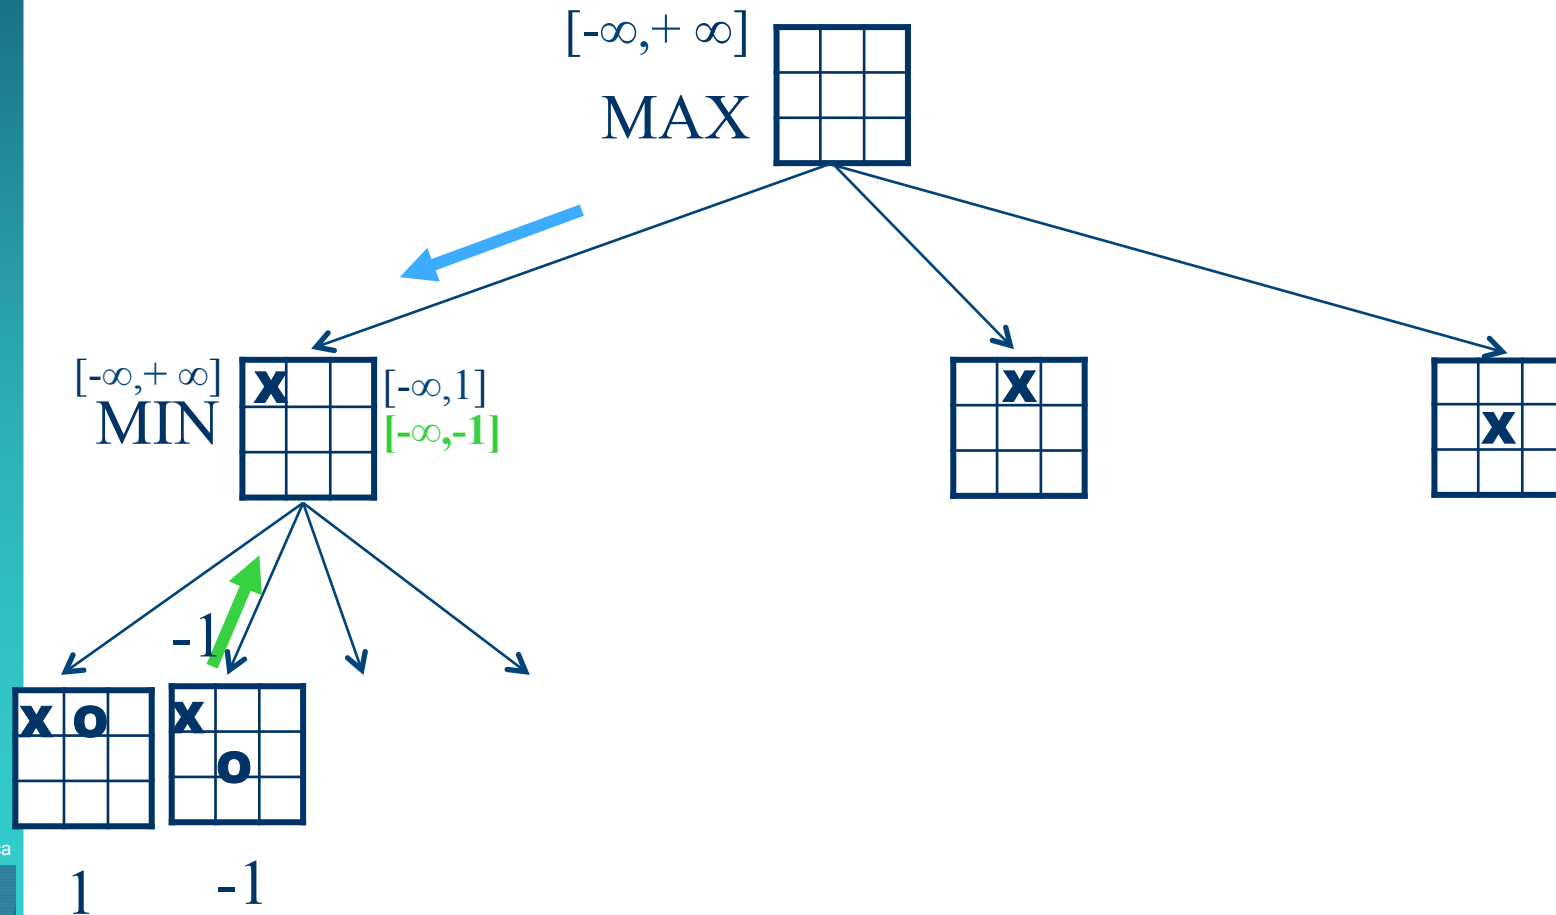 [-∞,+ ∞]
MAX
[-∞,+ ∞]
MIN
x
[-∞,1]
[-∞,-1]
x
x
-1
x o
x
o
1
-1